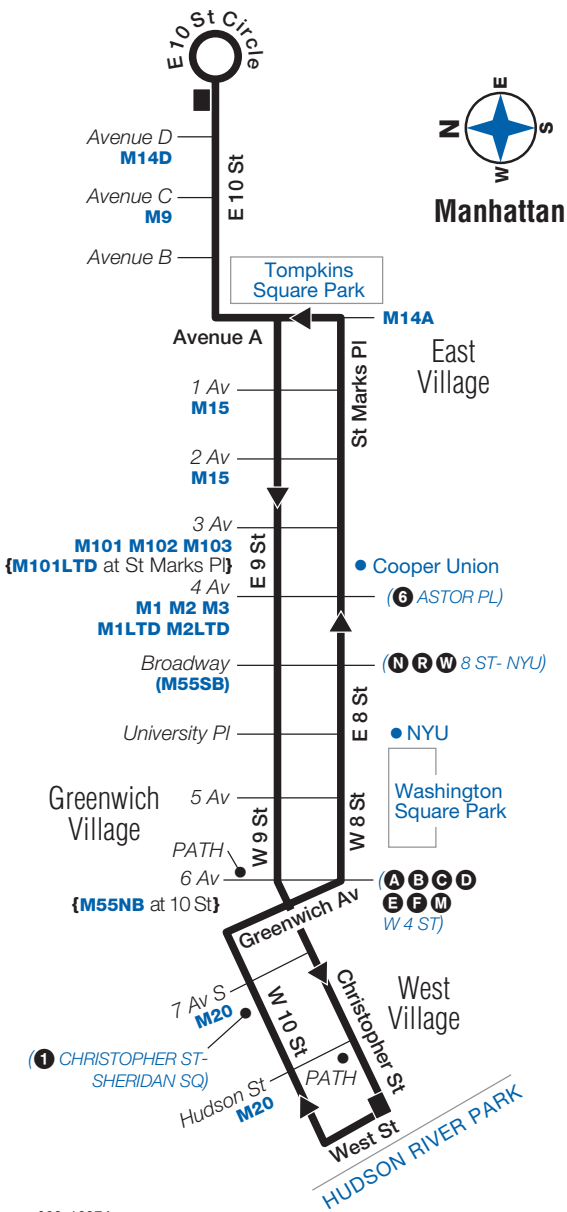 E 10 St Circle
N
E
S
W
Manhattan
Avenue D
M14D
E 10 St
Avenue C
M9
Avenue B
Tompkins
Square Park
Avenue A
M14A
East
Village
St Marks Pl
1 Av
M15
2 Av
M15
3 Av
M101 M102 M103
{M101LTD at St Marks Pl}
E 9 St
Cooper Union
4 Av
M1 M2 M3
M1LTD M2LTD
(6 ASTOR PL)
Broadway
(M55SB)
(N R W 8 ST- NYU)
E 8 St
University Pl
NYU
Greenwich
Village
5 Av
W 9 St
W 8 St
Washington
Square Park
PATH
6 Av
{M55NB at 10 St}
(A B C D
E F M
W 4 ST)
Greenwich Av
7 Av S
M20
W 10 St
Christopher St
West
Village
(1 CHRISTOPHER ST-
SHERIDAN SQ)
Hudson St
M20
PATH
West St
HUDSON RIVER PARK